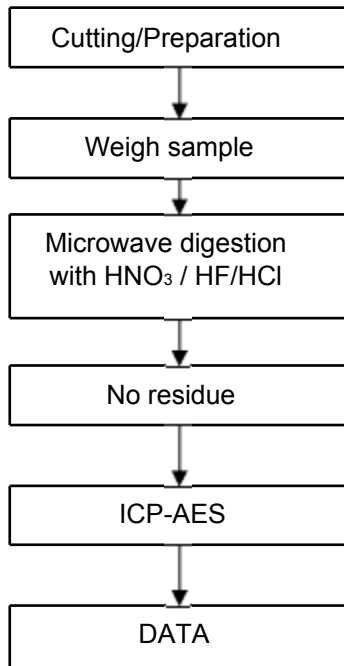 Cutting/Preparation
Weigh sample
Microwave digestion
with HNO₃ / HF/HCl
No residue
ICP-AES
DATA